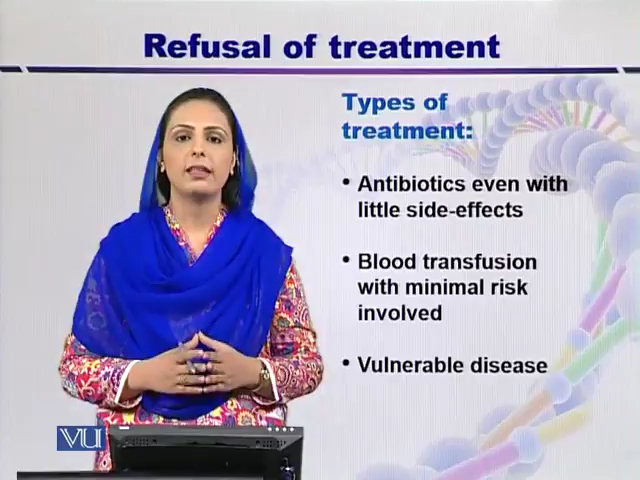 Refusal of treatment
Types of
treatment:
• Antibiotics even with
little side-effects
• Blood transfusion
with minimal risk
involved
• Vulnerable disease
VU